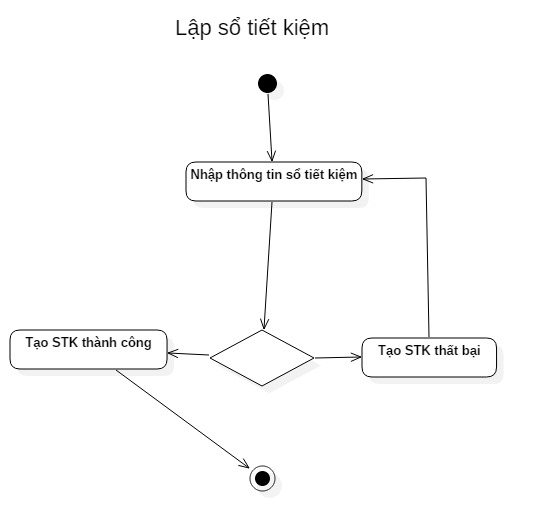 Lập sổ tiết kiệm
Nhập thông tin sổ tiết kiệm
Tạo STK thành công
Tạo STK thất bại